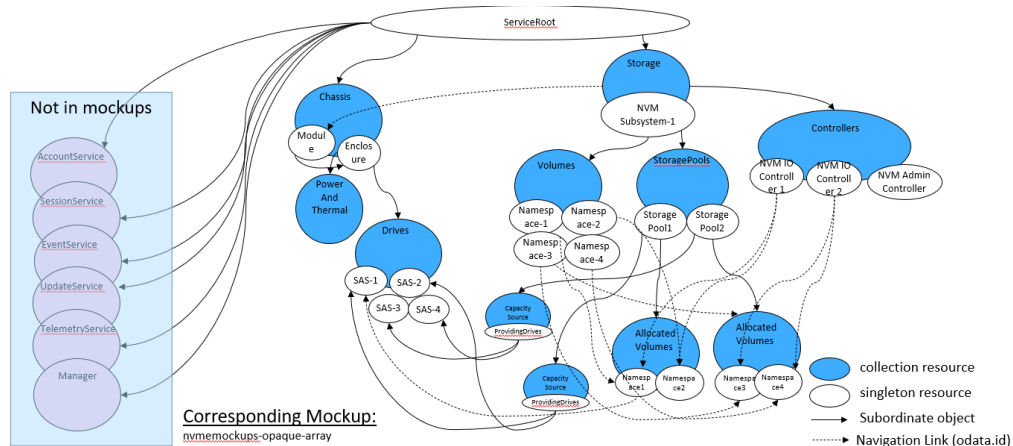 ServiceRoot
Not in mockups
AccountService
SessionService
EventService
UpdateService
TelemetryService
Manager
Chassis
Modul
e
Enclos
ure
Power
And
Thermal
Drives
SAS-1
SAS-2
SAS-3
SAS-4
Storage
NVM
Subsystem-1
Volumes
Namesp
ace-1
Namesp
ace-2
Namesp
ace-3
Namesp
ace-4
StoragePools
Storage
Pool1
Storage
Pool2
Controllers
NVM IO
Controll
er 1
NVM IO
Controll
er 2
NVM Admin
Controller
Capacity
Source
ProvidingDrives
Capacity
Source
ProvidingDrives
Allocated
Volumes
Namesp
ace1
Namespa
ce2
Allocated
Volumes
Namespa
ce3
Namespa
ce4
collection resource
singleton resource
Subordinate object
Navigation Link (odata.id)
Corresponding Mockup:
nvmemockups-opaque-array